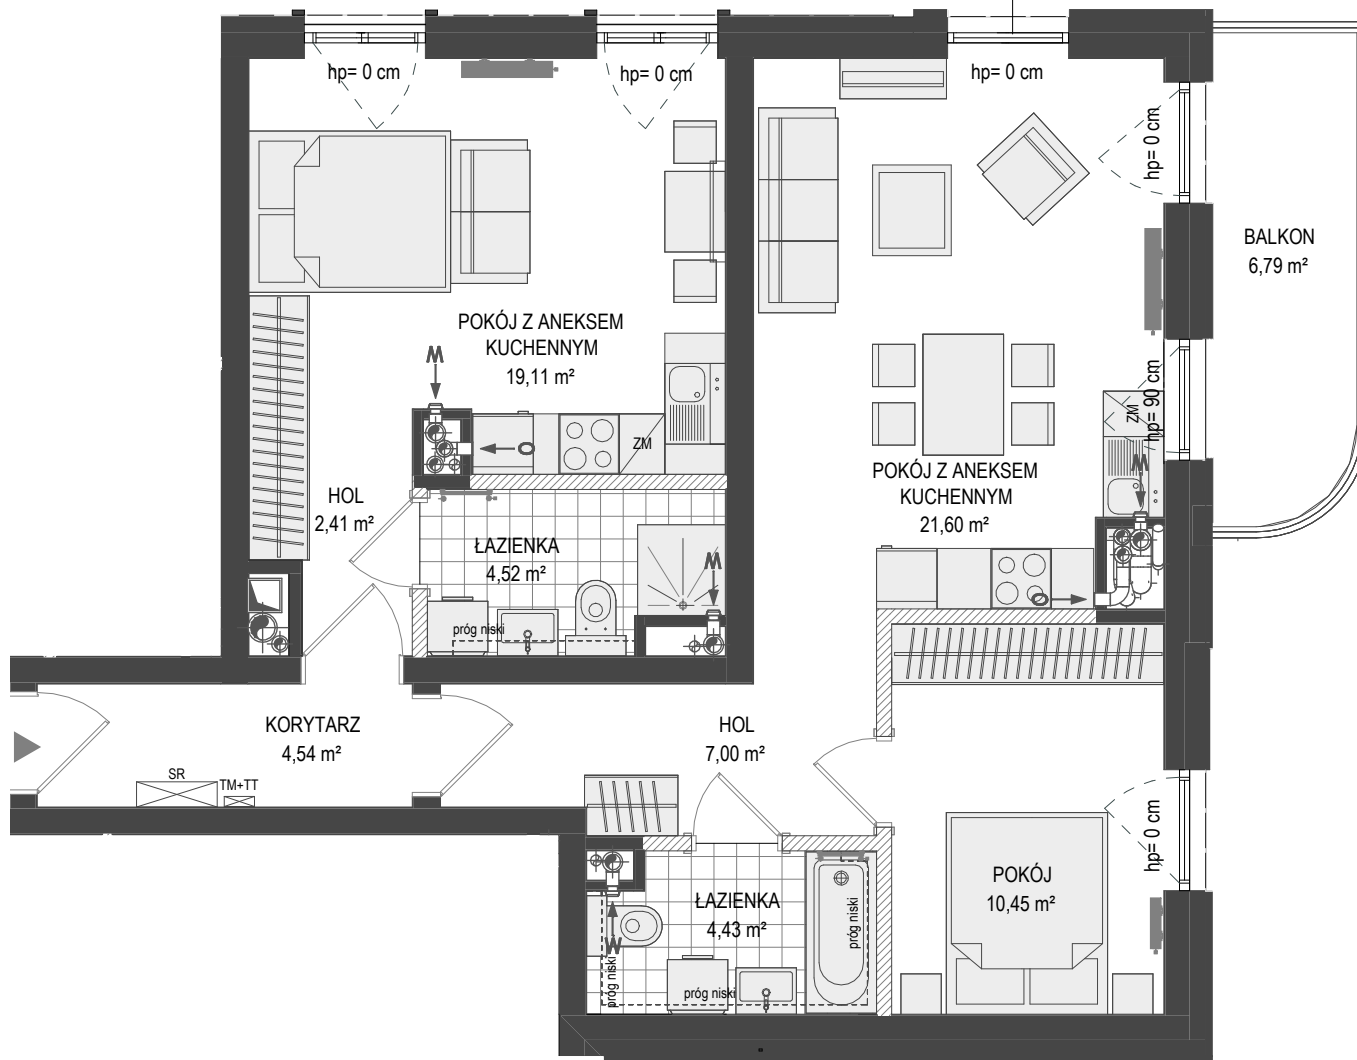 hp= 0 cm
hp= 0 cm
hp= 0 cm
hp= 0 cm
BALKON
6,79 m²
POKÓJ Z ANEKSEM
KUCHENNYM
19,11 m²
M
O
ZM
hp= 90 cm
ZM
M
POKÓJ Z ANEKSEM
KUCHENNYM
21,60 m²
HOL
2,41 m²
ŁAZIENKA
4,52 m²
M
O
próg niski
KORYTARZ
4,54 m²
SR
TM+TT
HOL
7,00 m²
hp= 0 cm
POKÓJ
10,45 m²
ŁAZIENKA
4,43 m²
M
próg niski
próg niski
próg niski